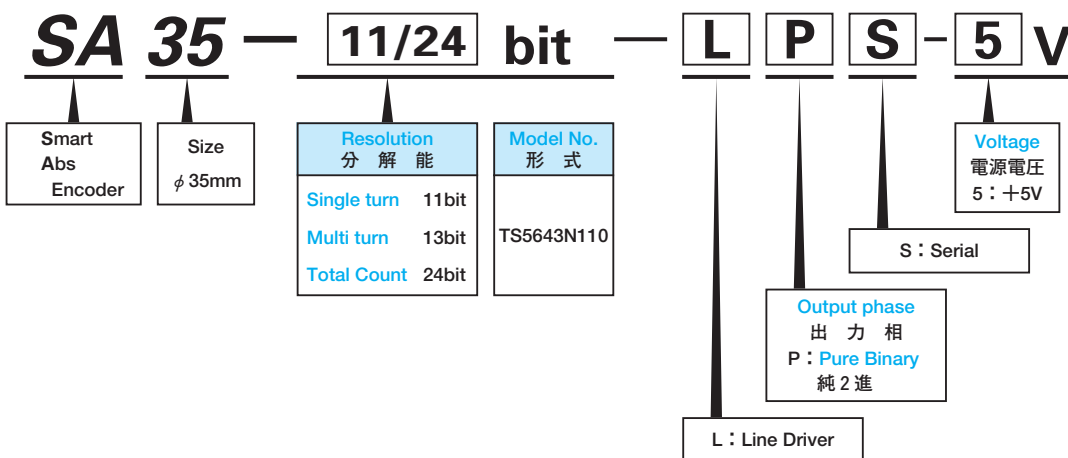 SA 35 — 11/24 bit — L P S - 5 V
Smart
Abs
Encoder
Size
φ 35mm
Resolution
分 解 能
Single turn 11bit
Multi turn 13bit
Total Count 24bit
Model No.
形 式
TS5643N110
Voltage
電源電圧
5：＋5V
S：Serial
Output phase
出 力 相
P：Pure Binary
純2進
L：Line Driver